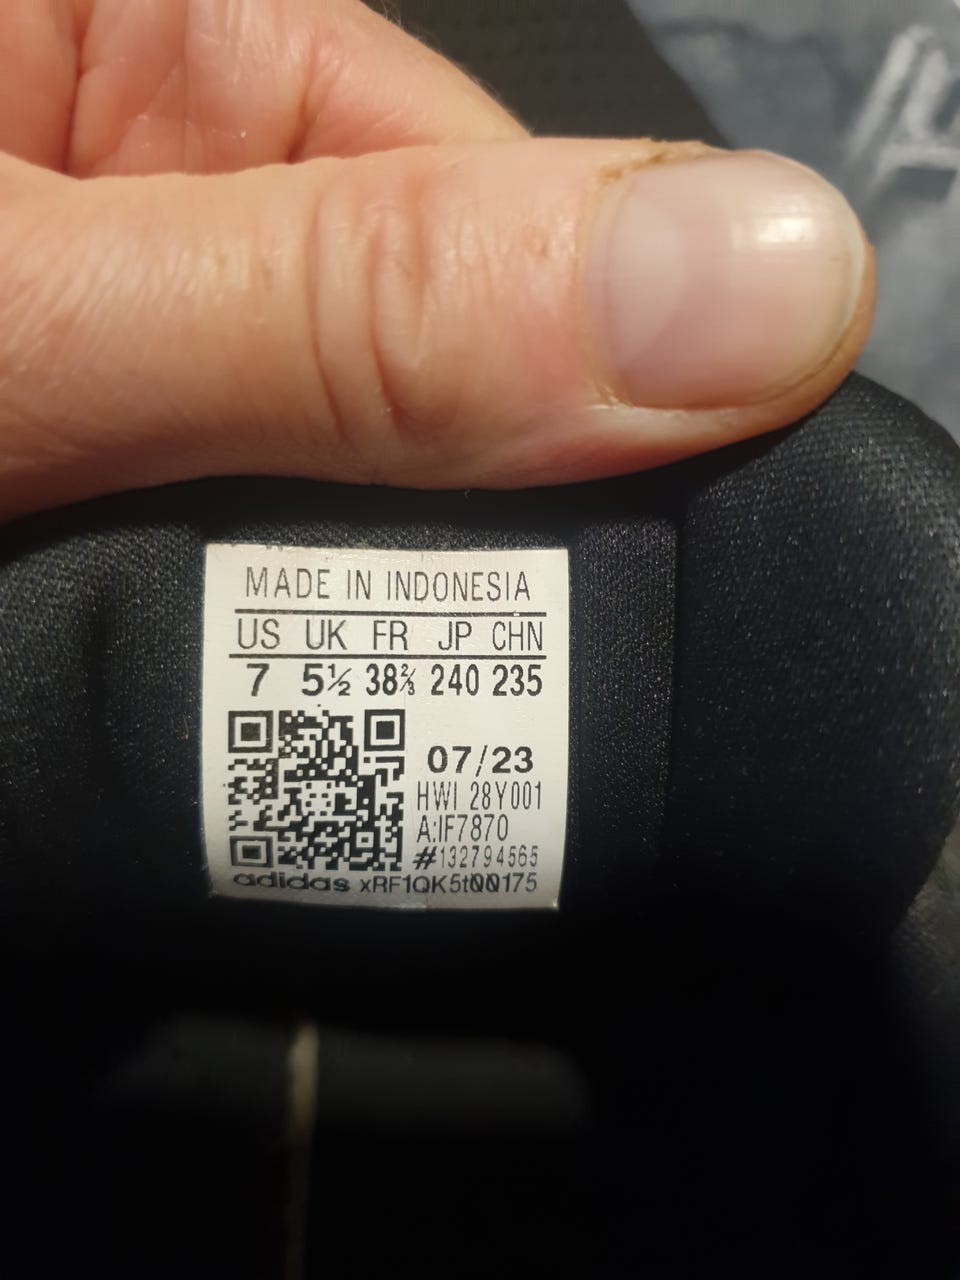 MADE IN INDONESIA
US UK FR JP CHN
7 5½ 38⅔ 240 235
07/23
HWI 28Y001
A:IF7870
#132794565
adidas xRF1QK5t00175